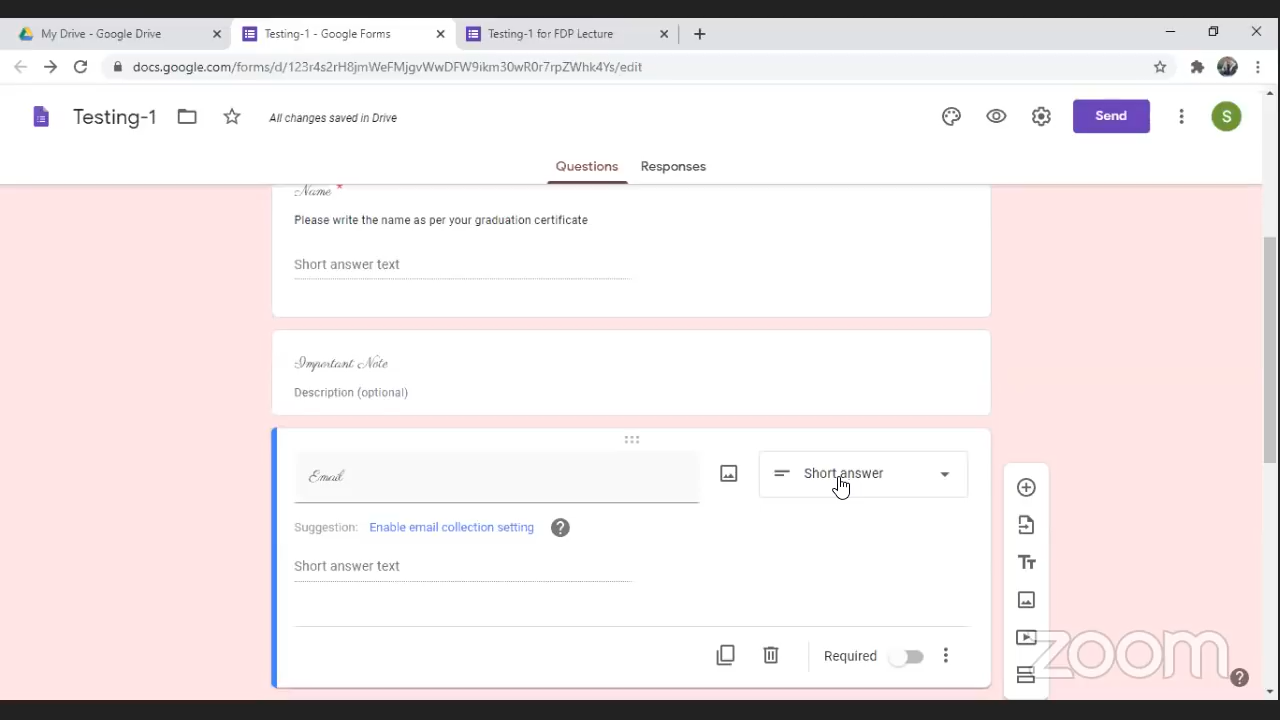 My Drive - Google Drive
Testing-1 - Google Forms
Testing-1 for FDP Lecture
docs.google.com/forms/d/123r4s2rH8jmWeFMjgvWwDFW9ikm30wR0r7rpZWhk4Ys/edit
Testing-1
All changes saved in Drive
Send
S
Questions
Responses
Name *
Please write the name as per your graduation certificate
Short answer text
Important Note
Description (optional)
Email
Short answer
Suggestion: Enable email collection setting
Short answer text
Tт
Required
zoom